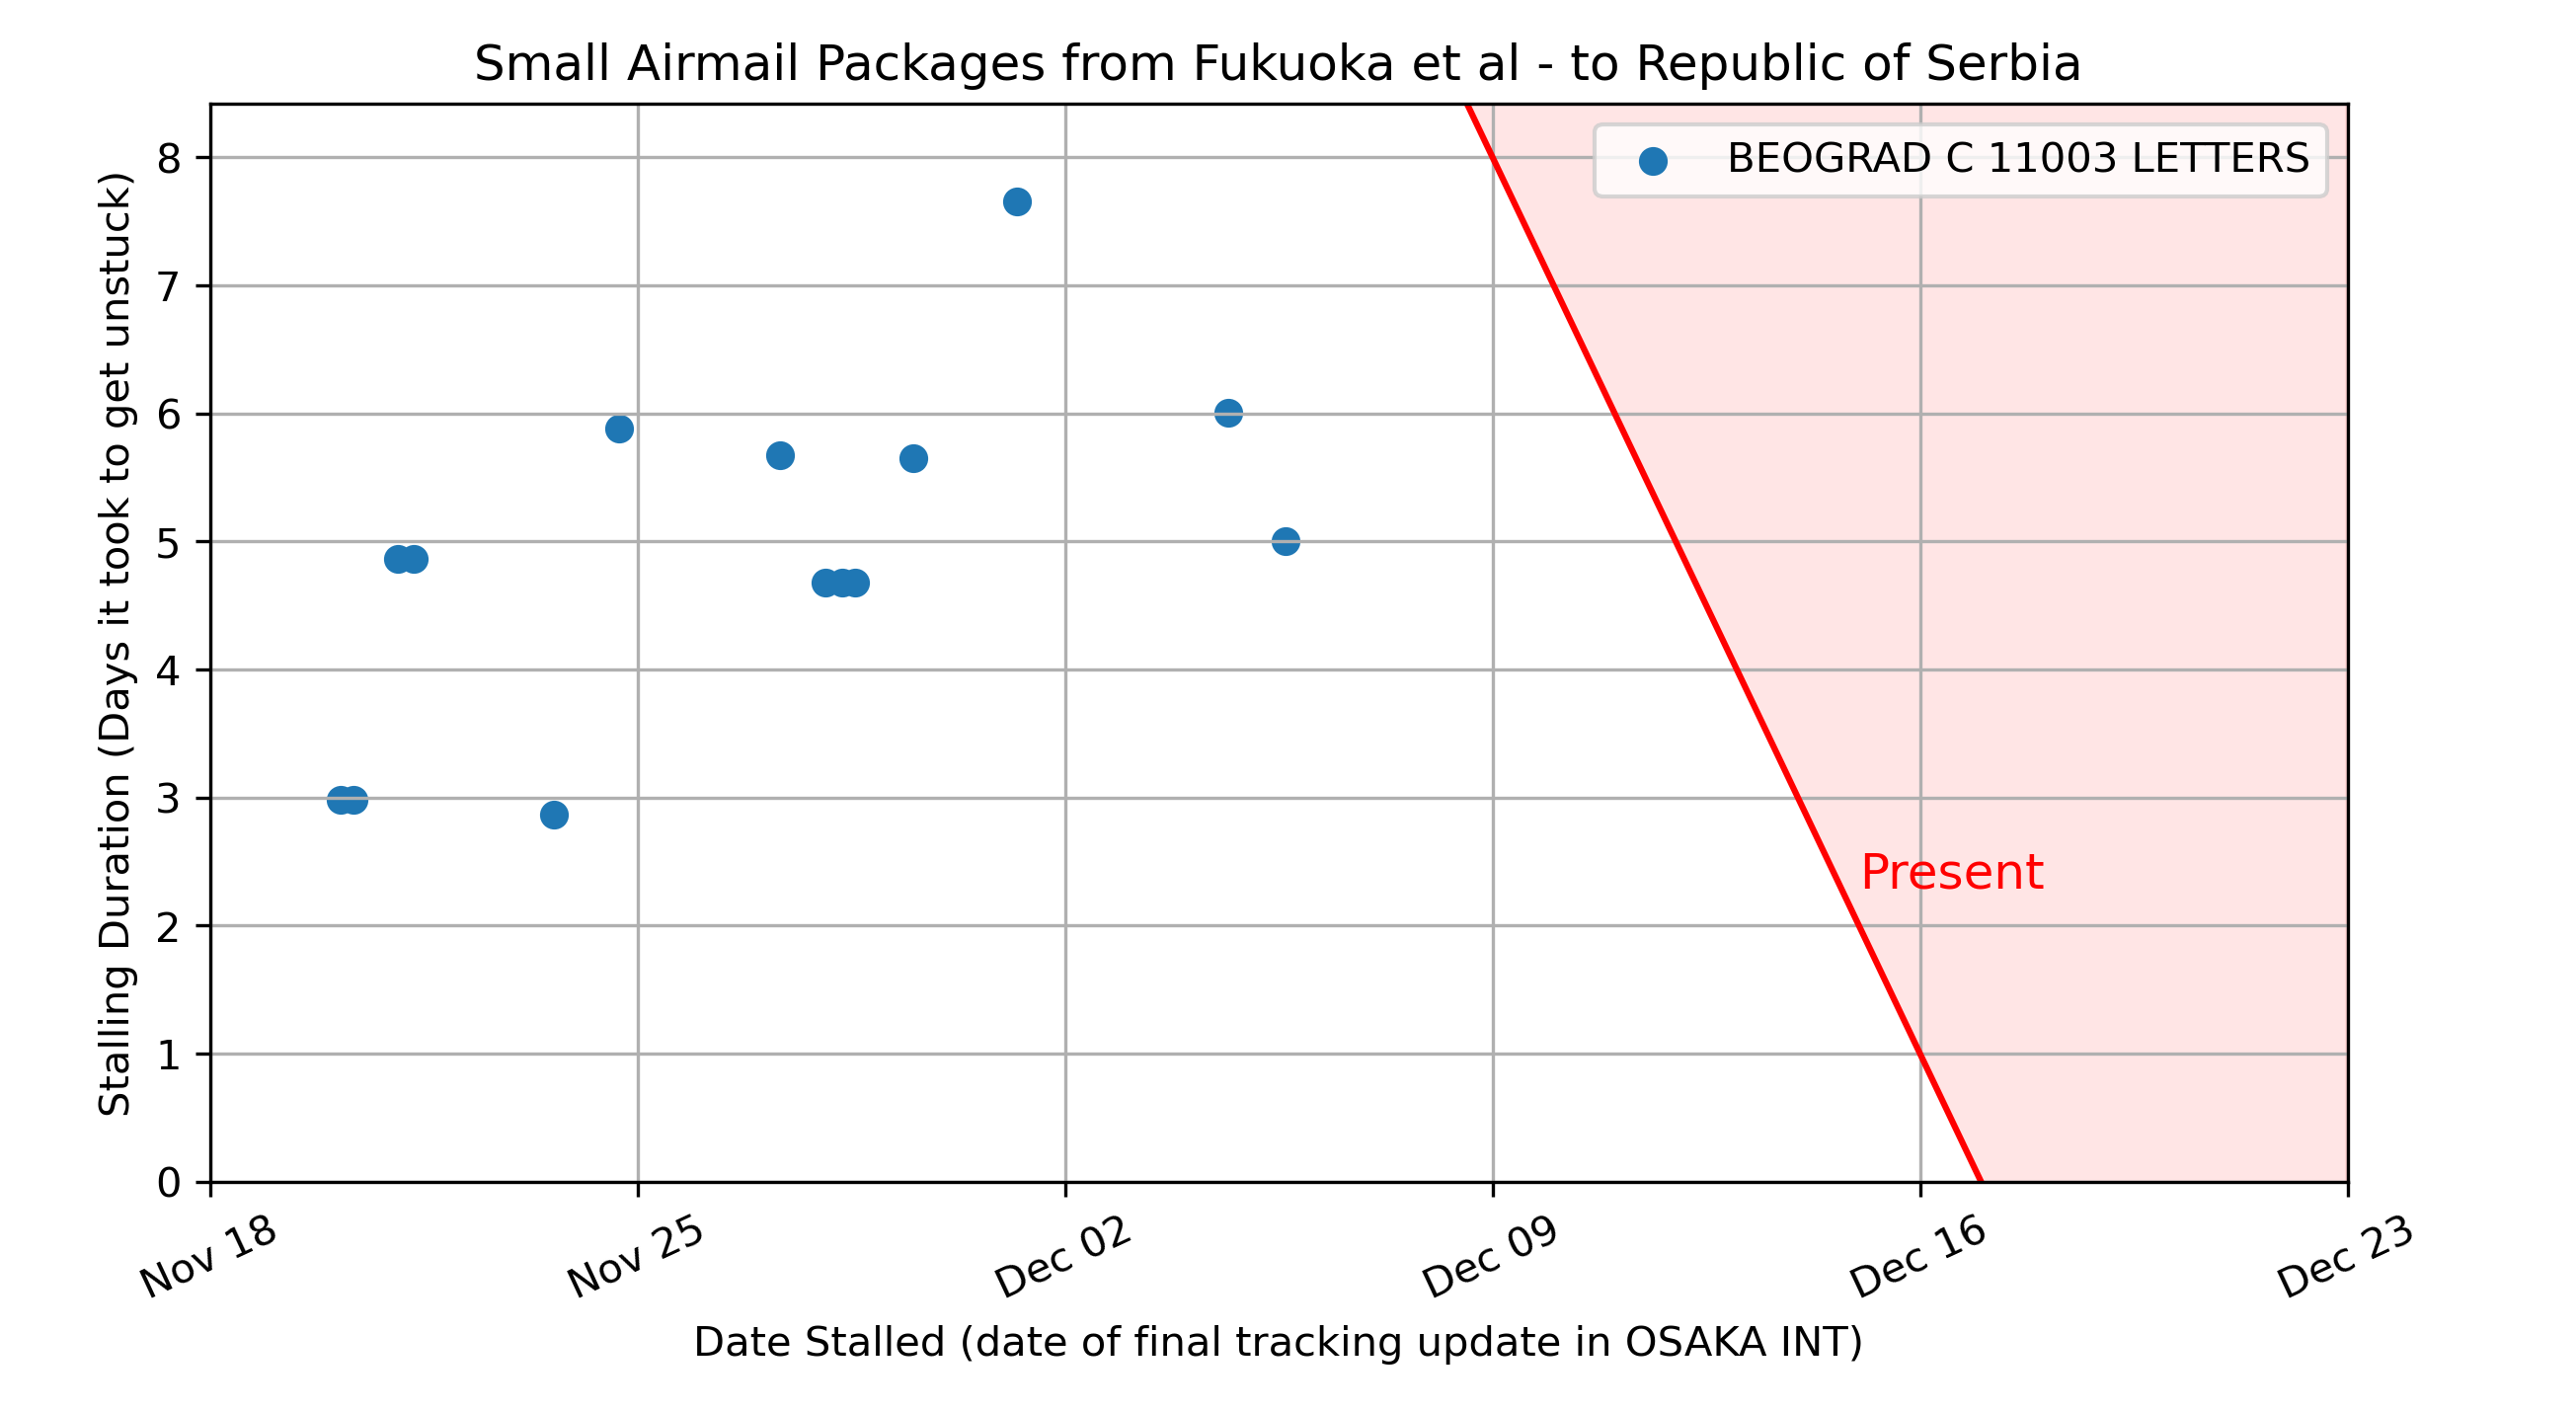 Small Airmail Packages from Fukuoka et al - to Republic of Serbia
BEOGRAD C 11003 LETTERS
Stalling Duration (Days it took to get unstuck)
8
7
6
5
4
3
2
1
0
Present
Nov 18
Nov 25
Dec 02
Dec 09
Dec 16
Dec 23
Date Stalled (date of final tracking update in OSAKA INT)